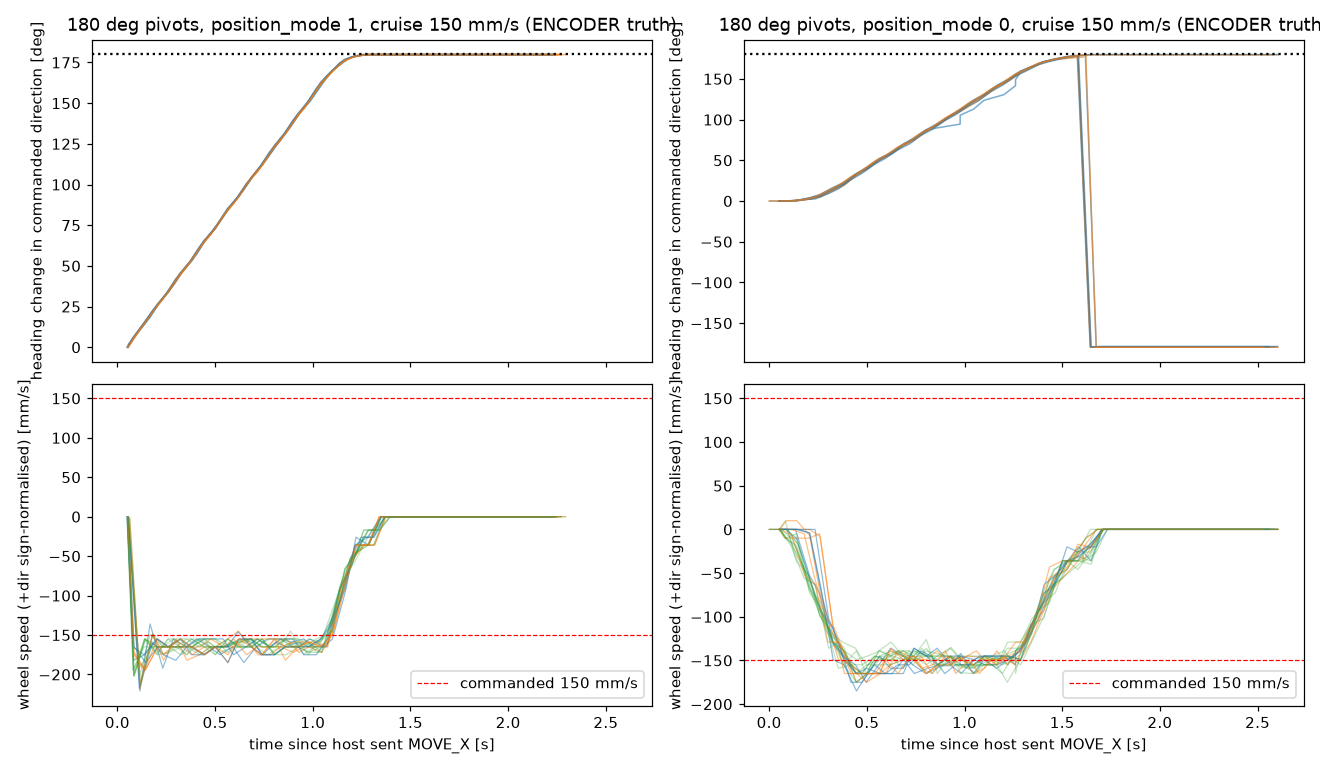 180 deg pivots, position_mode 1, cruise 150 mm/s (ENCODER truth)
heading change in commanded direction [deg]
175
150
125
100
75
50
25
0
180 deg pivots, position_mode 0, cruise 150 mm/s (ENCODER truth
heading change in commanded direction [deg]
150
100
50
0
−50
−100
−150
wheel speed (+dir sign-normalised) [mm/s]
150
100
50
0
−50
−100
−150
−200
commanded 150 mm/s
0.0 0.5 1.0 1.5 2.0 2.5
time since host sent MOVE_X [s]
wheel speed (+dir sign-normalised) [mm/s]
150
100
50
0
−50
−100
−150
−200
commanded 150 mm/s
0.0 0.5 1.0 1.5 2.0 2.5
time since host sent MOVE_X [s]